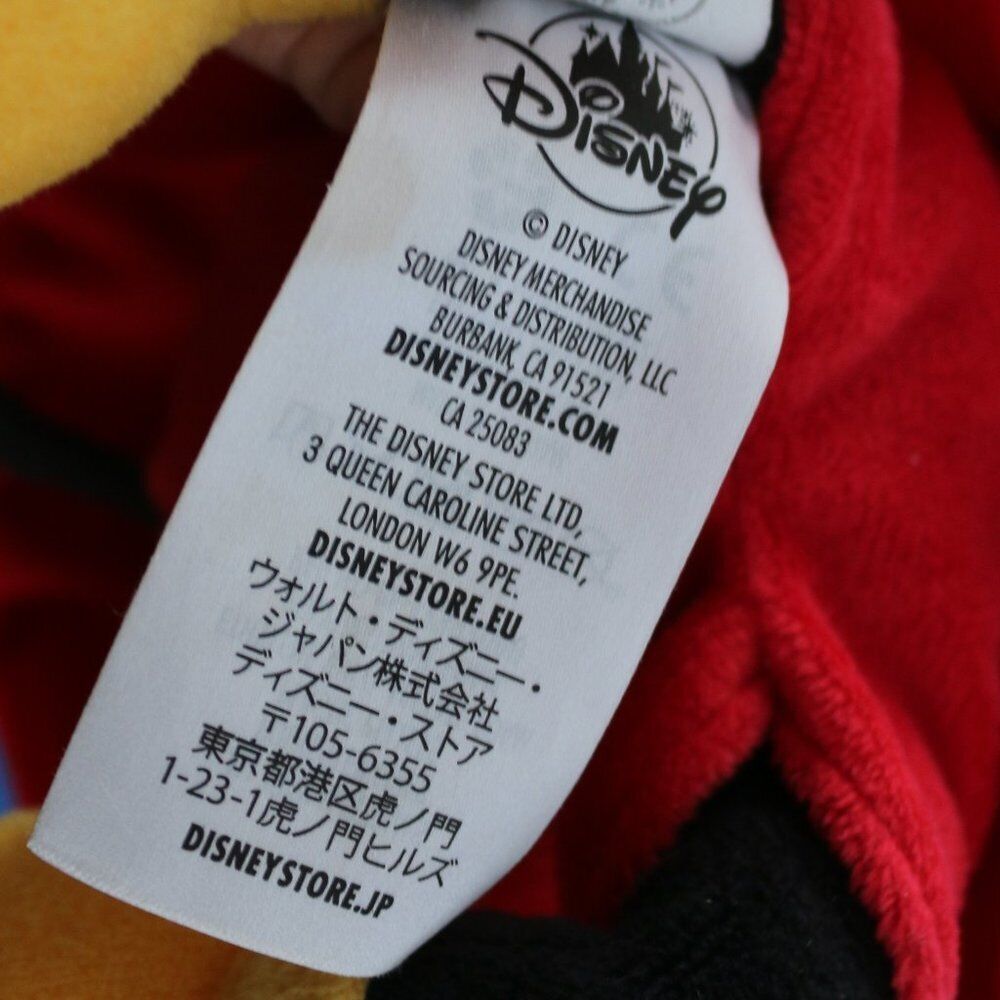 Disney
© DISNEY
DISNEY MERCHANDISE
SOURCING & DISTRIBUTION, LLC
BURBANK, CA 91521
DISNEYSTORE.COM
CA 25083
THE DISNEY STORE LTD,
3 QUEEN CAROLINE STREET,
LONDON W6 9PE.
DISNEYSTORE.EU
ウォルト・ディズニー・
ジャパン株式会社
ディズニー・ストア
〒105-6355
東京都港区虎ノ門
1-23-1虎ノ門ヒルズ
DISNEYSTORE.JP